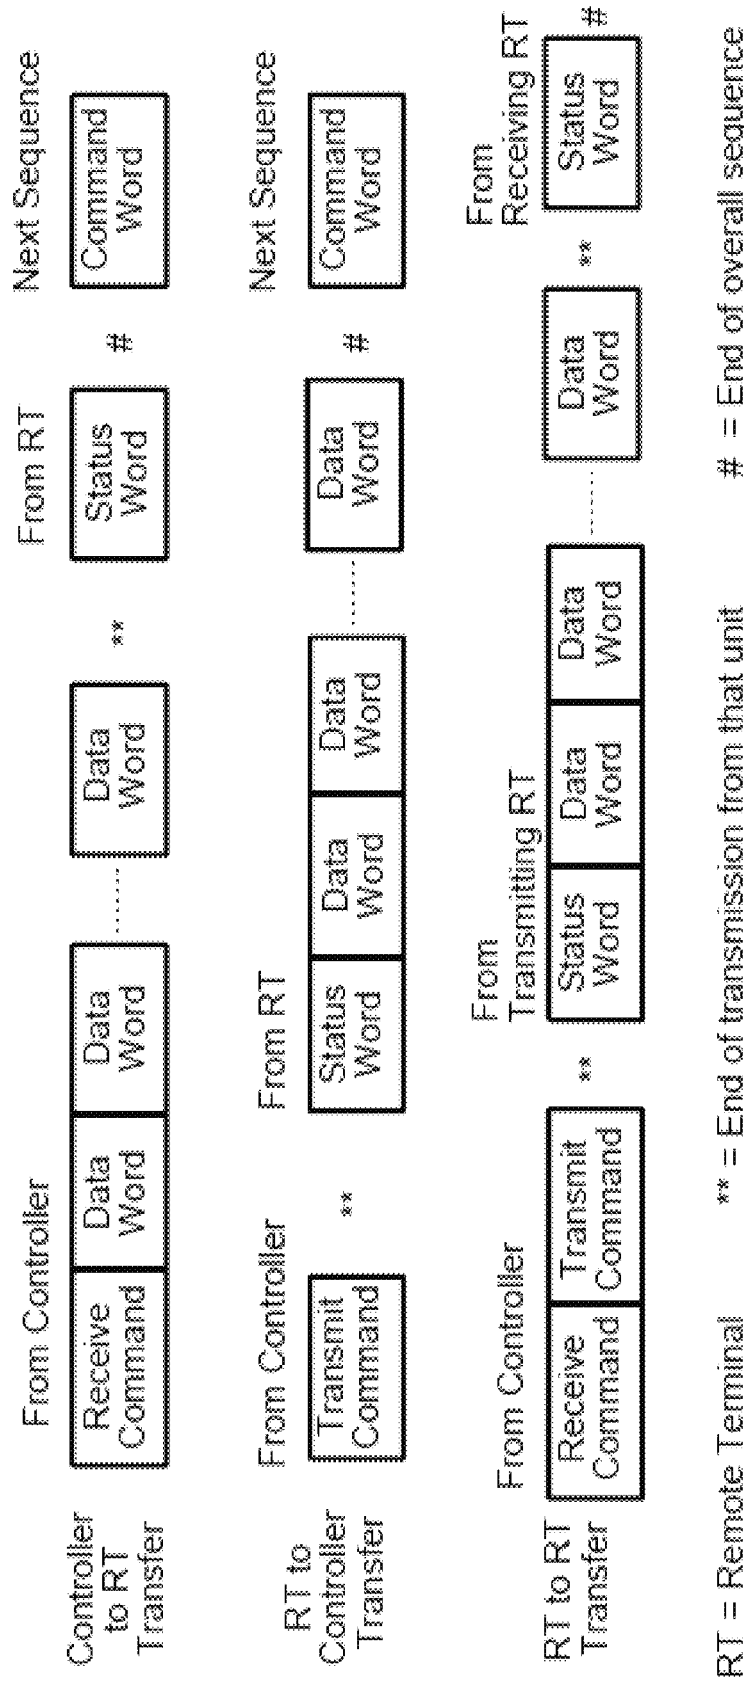 Controller
to RT
Transfer
From Controller
Receive
Command
Data
Word
Data
Word
Data
Word
**
From RT
Status
Word
#
Next Sequence
Command
Word
RT to
Controller
Transfer
From Controller
Transmit
Command
**
From RT
Status
Word
Data
Word
Data
Word
Data
Word
#
Next Sequence
Command
Word
RT to RT
Transfer
From Controller
Receive
Command
Transmit
Command
**
From
Transmitting RT
Status
Word
Data
Word
Data
Word
Data
Word
**
From
Receiving RT
Status
Word
#
RT = Remote Terminal
** = End of transmission from that unit
# = End of overall sequence